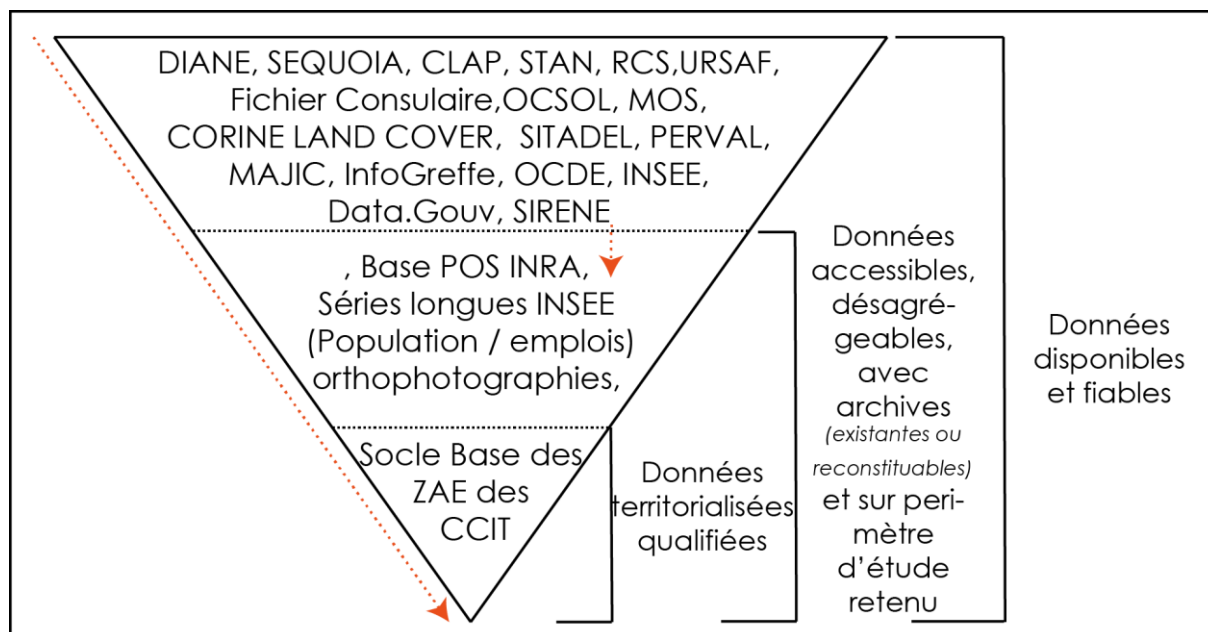 DIANE, SEQUOIA, CLAP, STAN, RCS,URSAF,
Fichier Consulaire,OCSOL, MOS,
CORINE LAND COVER, SITADEL, PERVAL,
MAJIC, InfoGreffe, OCDE, INSEE,
Data.Gouv, SIRENE
, Base POS INRA,
Séries longues INSEE
(Population / emplois)
orthophotographies,
Socle Base des
ZAE des
CCIT
Données
territorialisées
qualifiées
Données
accessibles,
désagré-
geables,
avec
archives
(existantes ou
reconstituables)
et sur peri-
mètre
d'étude
retenu
Données
disponibles
et fiables